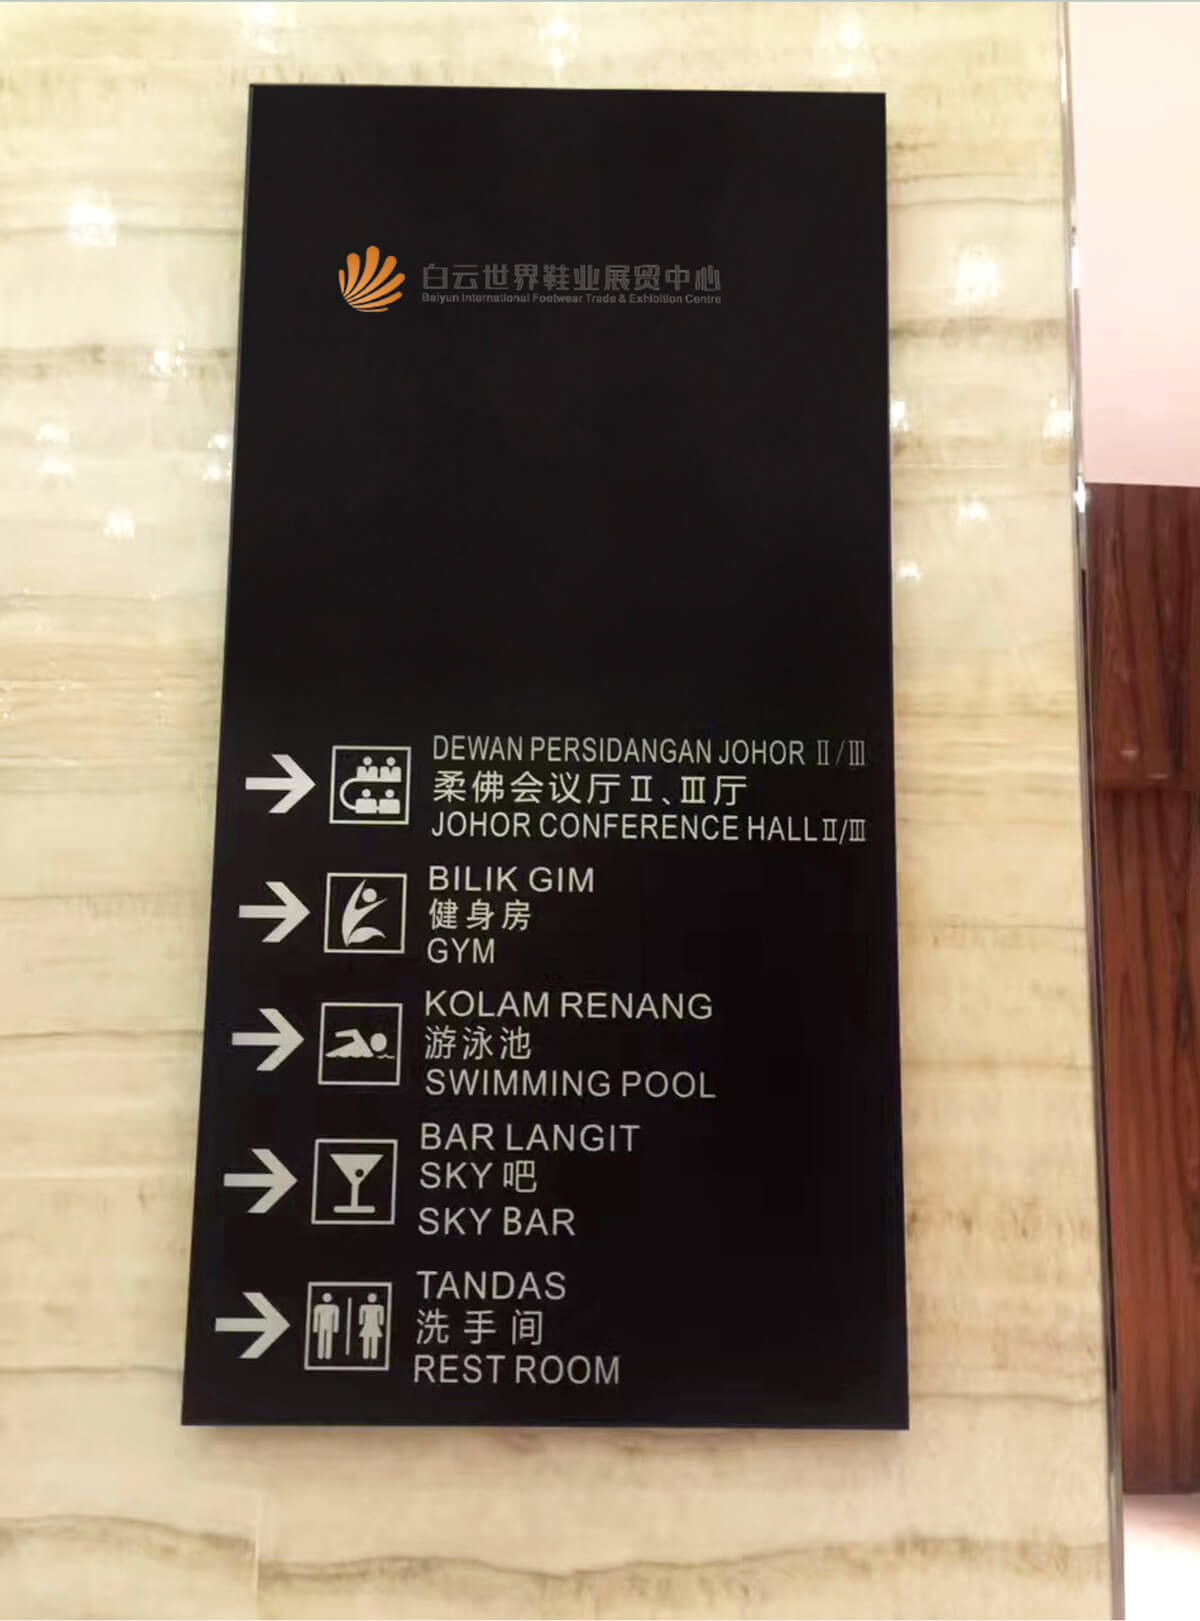 白云世界鞋业展贸中心
Baiyun International Footwear Trade & Exhibition Centre
DEWAN PERSIDANGAN JOHOR Ⅱ/Ⅲ
柔佛会议厅Ⅱ、Ⅲ厅
JOHOR CONFERENCE HALLⅡ/Ⅲ
BILIK GIM
健身房
GYM
KOLAM RENANG
游泳池
SWIMMING POOL
BAR LANGIT
SKY 吧
SKY BAR
TANDAS
洗手间
REST ROOM